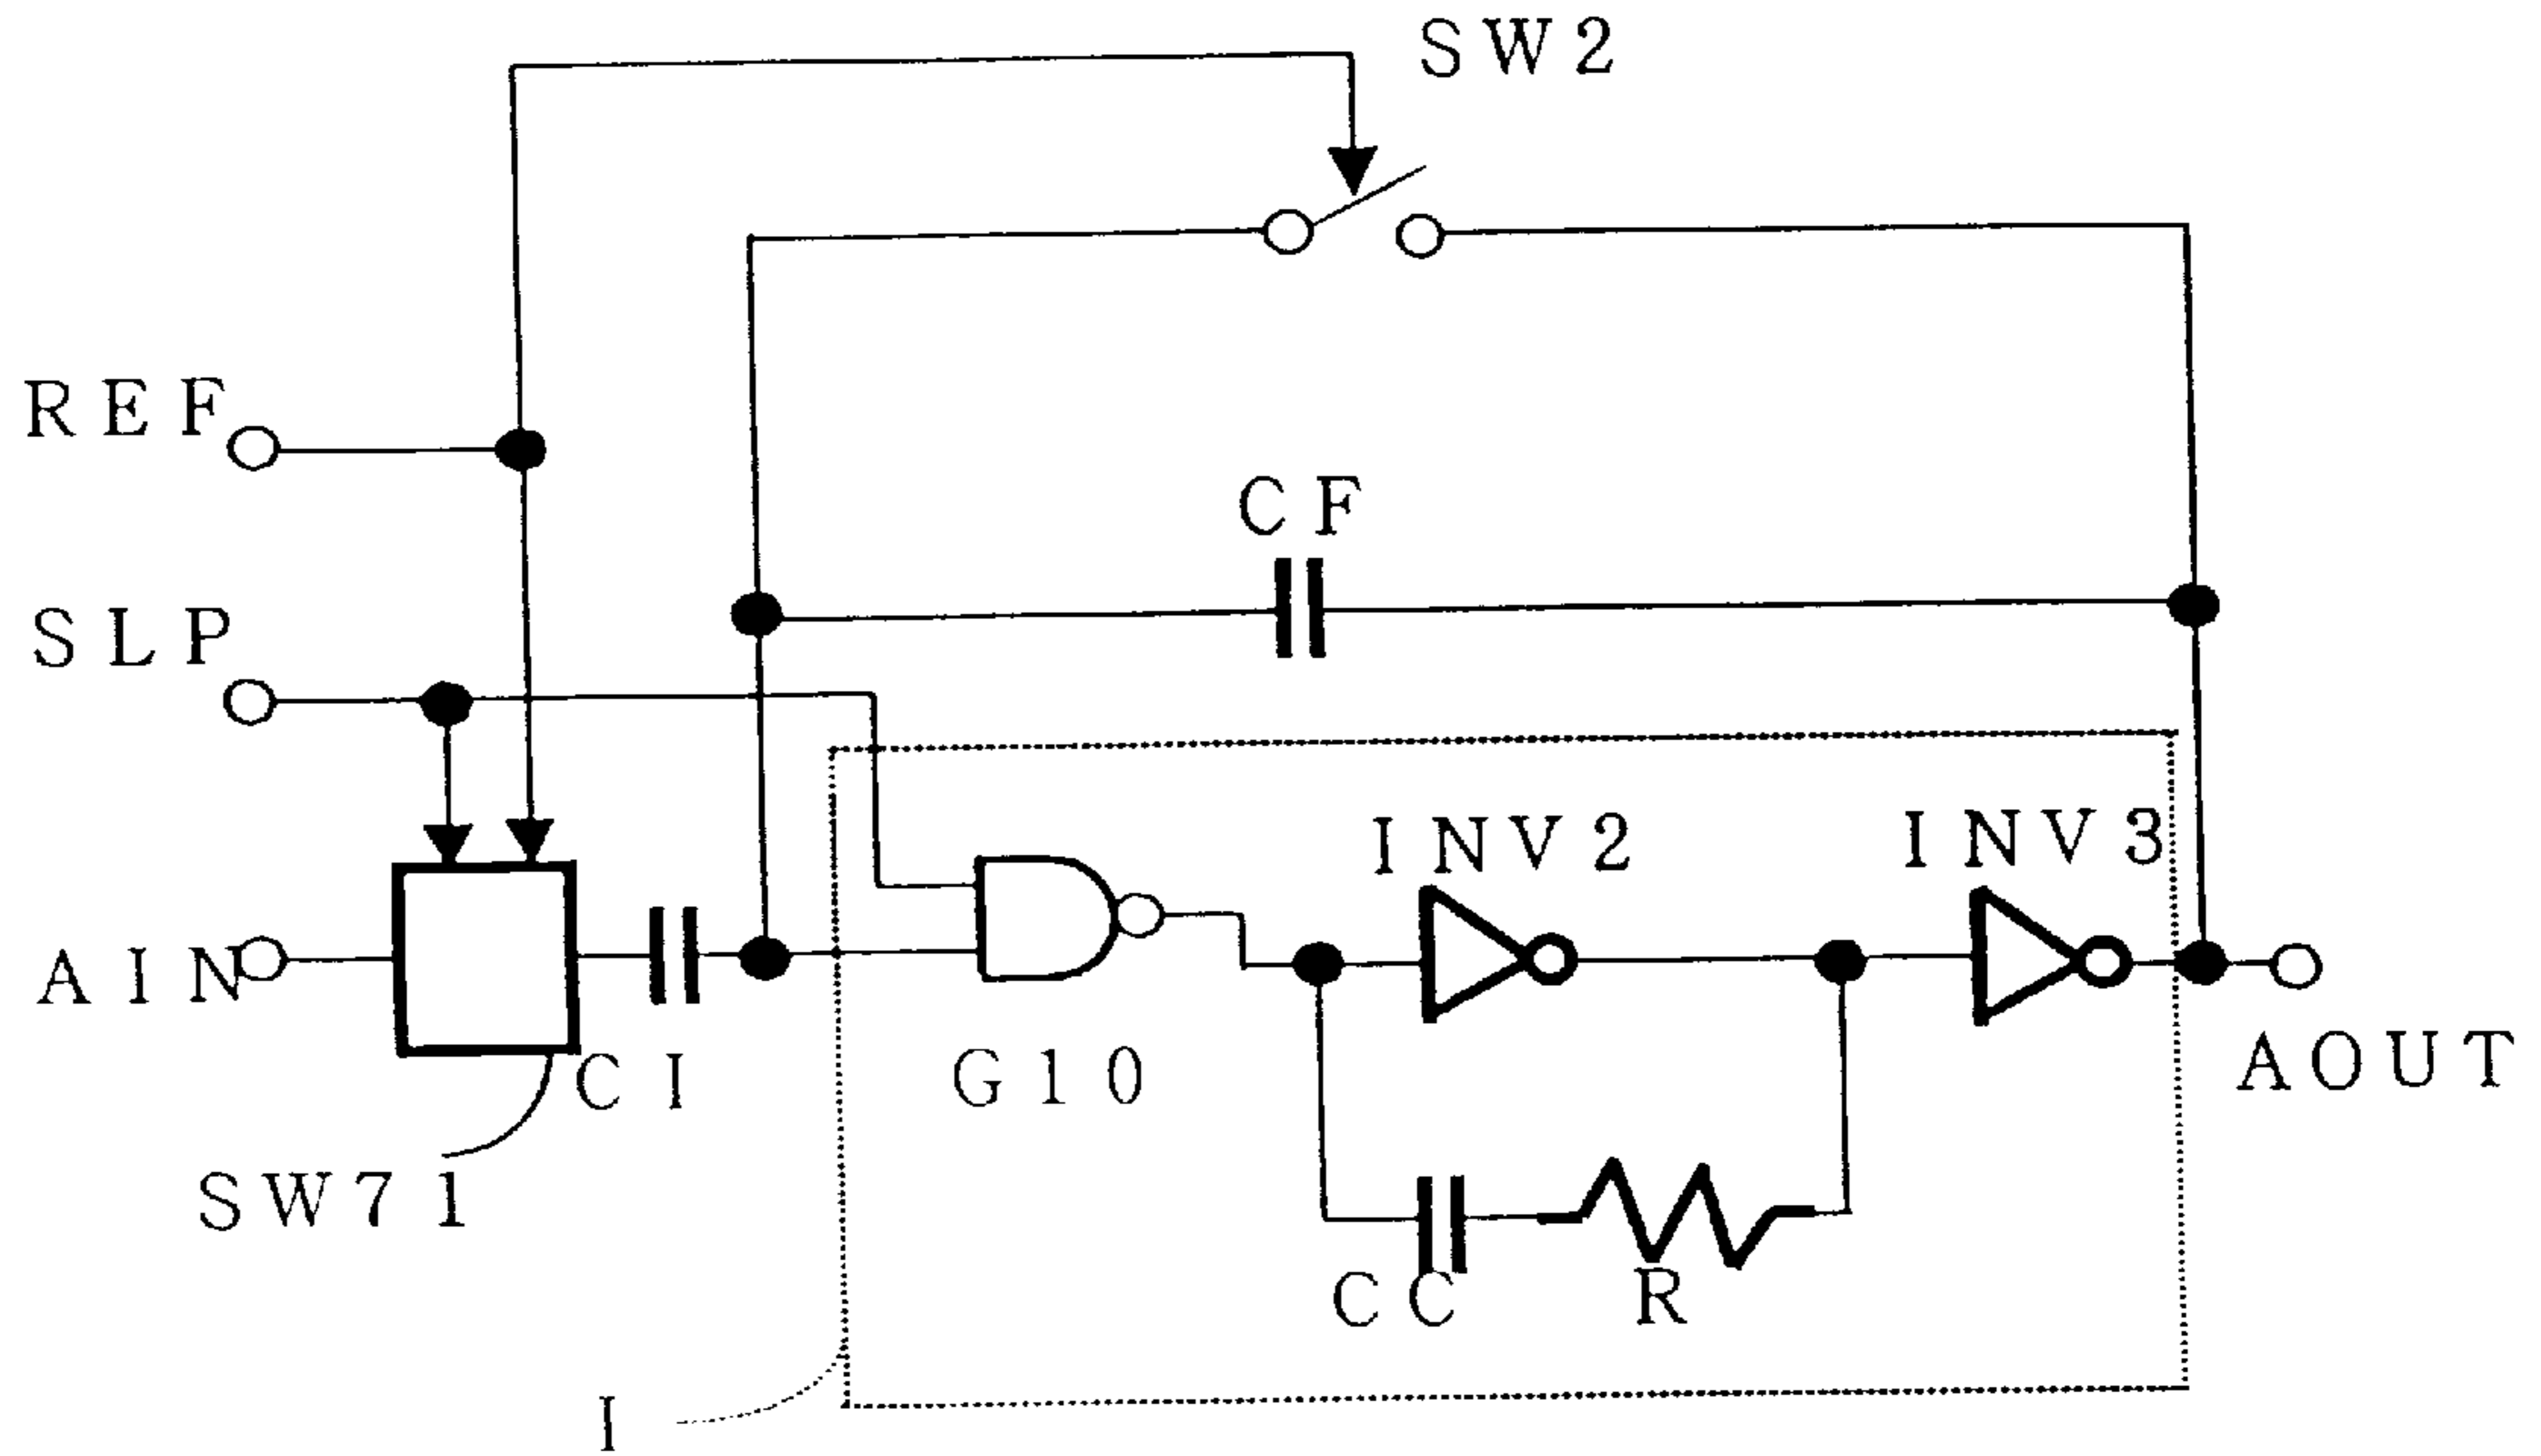 SW2
REF
CF
SLP
INV2
INV3
AIN
CI
G10
AOUT
SW71
CC
R
I